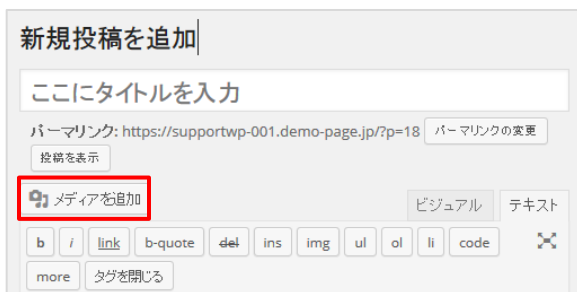 新規投稿を追加
ここにタイトルを入力
パーマリンク: https://supportwp-001.demo-page.jp/?p=18 パーマリンクの変更
投稿を表示
メディアを追加 ビジュアル テキスト
b i link b-quote del ins img ul ol li code
more タグを閉じる